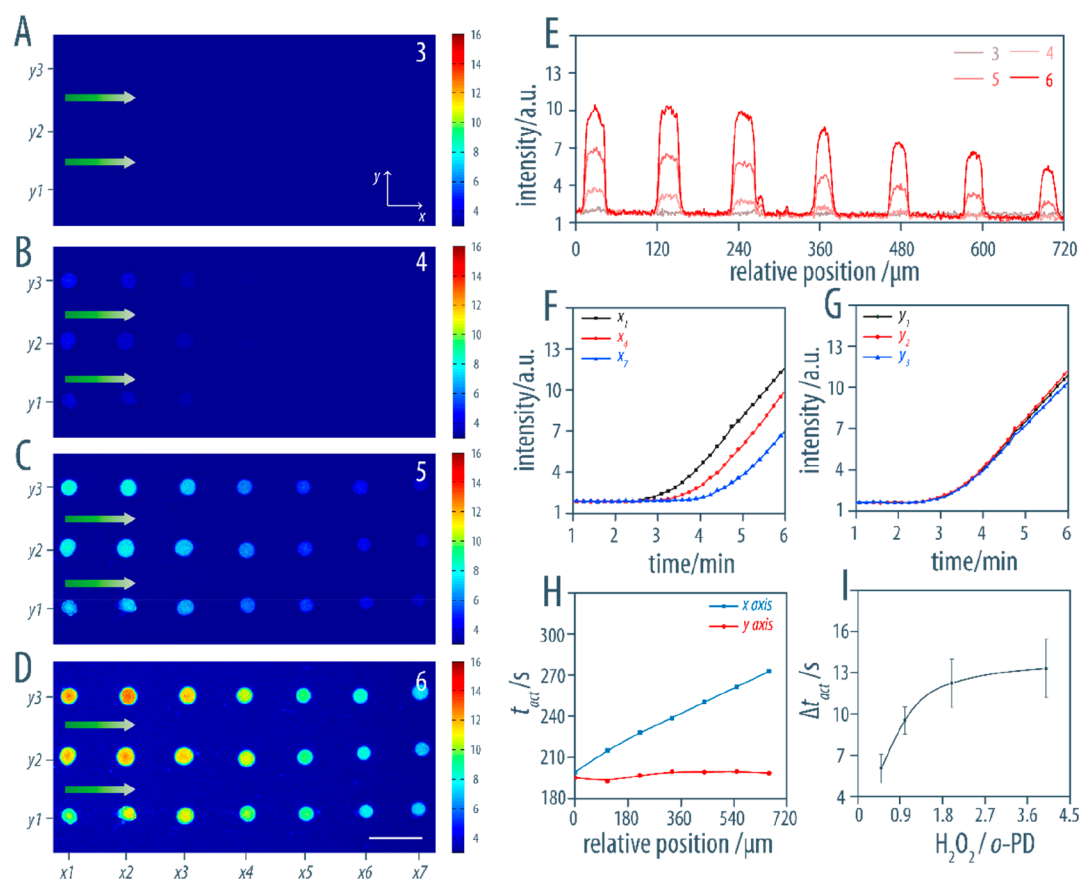 A
3
y3
y2
y1
y
x
16
14
12
10
8
6
4
B
4
y3
y2
y1
16
14
12
10
8
6
4
C
5
y3
y2
y1
16
14
12
10
8
6
4
D
6
y3
y2
y1
16
14
12
10
8
6
4
x1 x2 x3 x4 x5 x6 x7
E
3 4
5 6
intensity/a.u.
16
13
10
7
4
1
0 120 240 360 480 600 720
relative position /μm
F
x1
x4
x7
intensity/a.u.
16
13
10
7
4
1
1 2 3 4 5 6
time/min
G
y1
y2
y3
intensity /a.u.
16
13
10
7
4
1
1 2 3 4 5 6
time/min
H
x axis
y axis
tact/s
300
270
240
210
180
0 180 360 540 720
relative position /μm
I
Δtact/s
19
16
13
10
7
4
0.0 0.9 1.8 2.7 3.6 4.5
H2O2 / o-PD